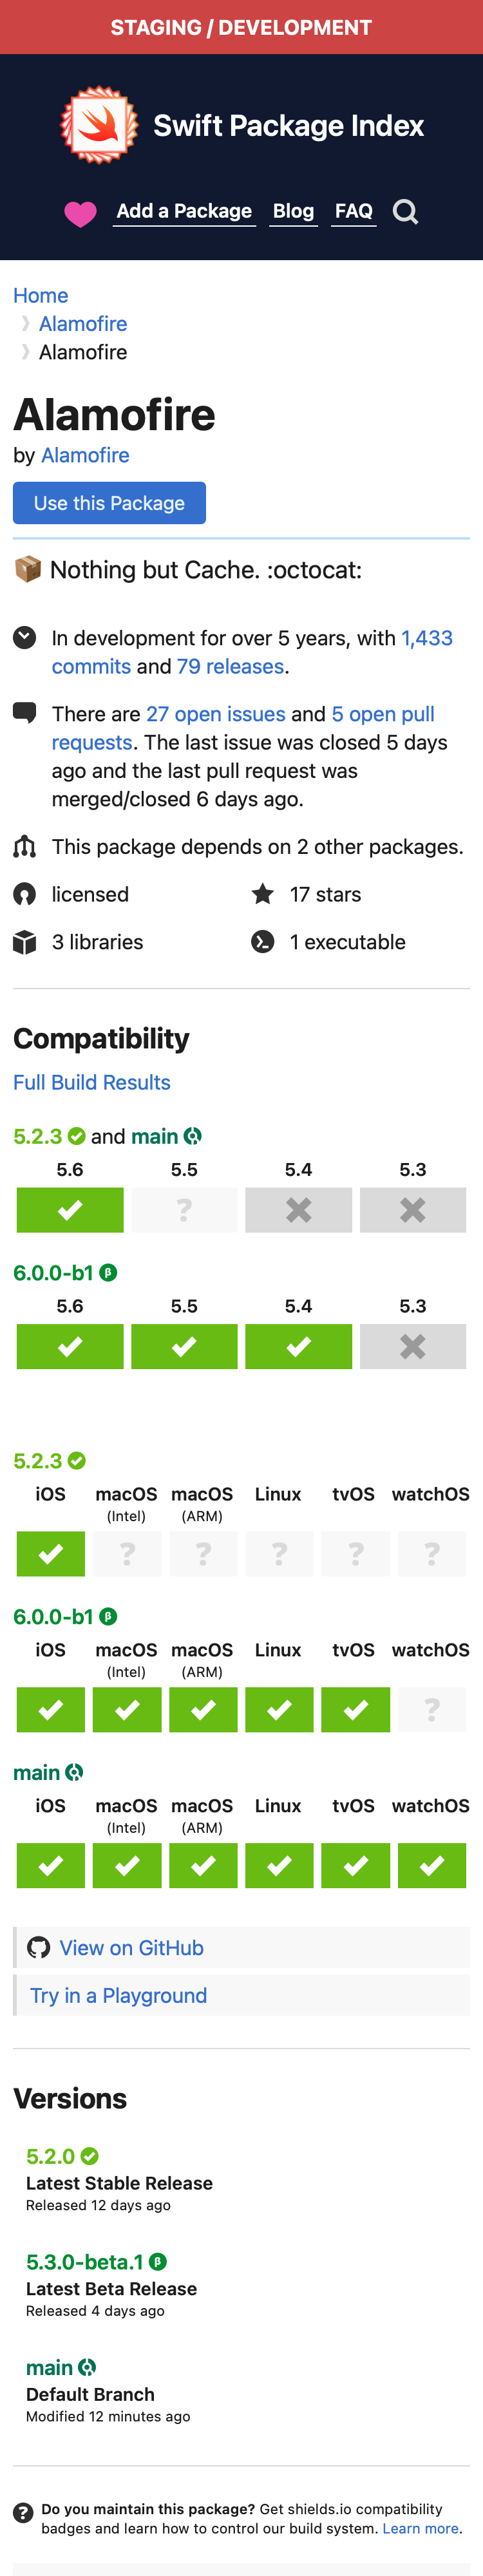 STAGING / DEVELOPMENT
Swift Package Index
Add a Package Blog FAQ
Home
Alamofire
Alamofire
Alamofire
by Alamofire
Use this Package
📦 Nothing but Cache. :octocat:
In development for over 5 years, with 1,433
commits and 79 releases.
There are 27 open issues and 5 open pull
requests. The last issue was closed 5 days
ago and the last pull request was
merged/closed 6 days ago.
This package depends on 2 other packages.
licensed 17 stars
3 libraries 1 executable
Compatibility
Full Build Results
5.2.3 and main
5.6 5.5 5.4 5.3
?
6.0.0-b1 β
5.6 5.5 5.4 5.3
5.2.3
iOS macOS macOS Linux tvOS watchOS
(Intel) (ARM)
? ? ? ? ?
6.0.0-b1 β
iOS macOS macOS Linux tvOS watchOS
(Intel) (ARM)
?
main
iOS macOS macOS Linux tvOS watchOS
(Intel) (ARM)
View on GitHub
Try in a Playground
Versions
5.2.0
Latest Stable Release
Released 12 days ago
5.3.0-beta.1 β
Latest Beta Release
Released 4 days ago
main
Default Branch
Modified 12 minutes ago
Do you maintain this package? Get shields.io compatibility
badges and learn how to control our build system. Learn more.